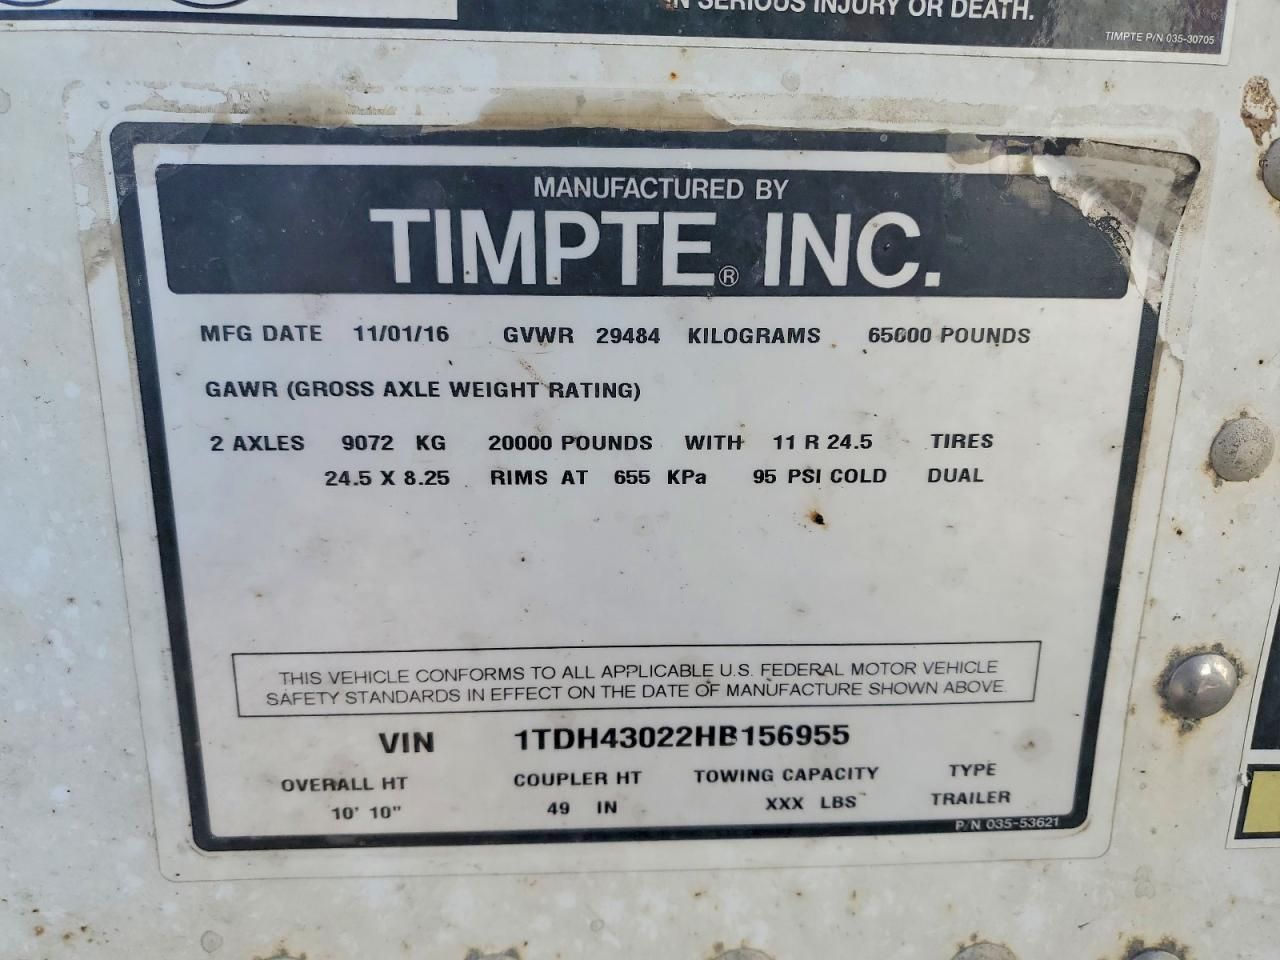 IN SERIOUS INJURY OR DEATH.
TIMPTE P/N 035-30705
MANUFACTURED BY
TIMPTE® INC.
MFG DATE 11/01/16 GVWR 29484 KILOGRAMS 65000 POUNDS
GAWR (GROSS AXLE WEIGHT RATING)
2 AXLES 9072 KG 20000 POUNDS WITH 11 R 24.5 TIRES
24.5 X 8.25 RIMS AT 655 KPa 95 PSI COLD DUAL
THIS VEHICLE CONFORMS TO ALL APPLICABLE U.S. FEDERAL MOTOR VEHICLE
SAFETY STANDARDS IN EFFECT ON THE DATE OF MANUFACTURE SHOWN ABOVE.
VIN 1TDH43022HB156955
OVERALL HT COUPLER HT TOWING CAPACITY TYPE
10' 10" 49 IN XXX LBS TRAILER
P/N 035-53621